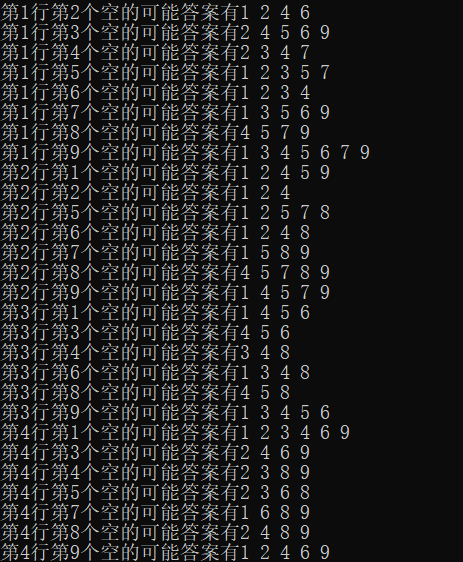 第1行第2个空的可能答案有1 2 4 6
第1行第3个空的可能答案有2 4 5 6 9
第1行第4个空的可能答案有2 3 4 7
第1行第5个空的可能答案有1 2 3 5 7
第1行第6个空的可能答案有1 2 3 4
第1行第7个空的可能答案有1 3 5 6 9
第1行第8个空的可能答案有4 5 7 9
第1行第9个空的可能答案有1 3 4 5 6 7 9
第2行第1个空的可能答案有1 2 4 5 9
第2行第2个空的可能答案有1 2 4
第2行第5个空的可能答案有1 2 5 7 8
第2行第6个空的可能答案有1 2 4 8
第2行第7个空的可能答案有1 5 8 9
第2行第8个空的可能答案有4 5 7 8 9
第2行第9个空的可能答案有1 4 5 7 9
第3行第1个空的可能答案有1 4 5 6
第3行第3个空的可能答案有4 5 6
第3行第4个空的可能答案有3 4 8
第3行第6个空的可能答案有1 3 4 8
第3行第8个空的可能答案有4 5 8
第3行第9个空的可能答案有1 3 4 5 6
第4行第1个空的可能答案有1 2 3 4 6 9
第4行第3个空的可能答案有2 4 6 9
第4行第4个空的可能答案有2 3 8 9
第4行第5个空的可能答案有2 3 6 8
第4行第7个空的可能答案有1 6 8 9
第4行第8个空的可能答案有2 4 8 9
第4行第9个空的可能答案有1 2 4 6 9